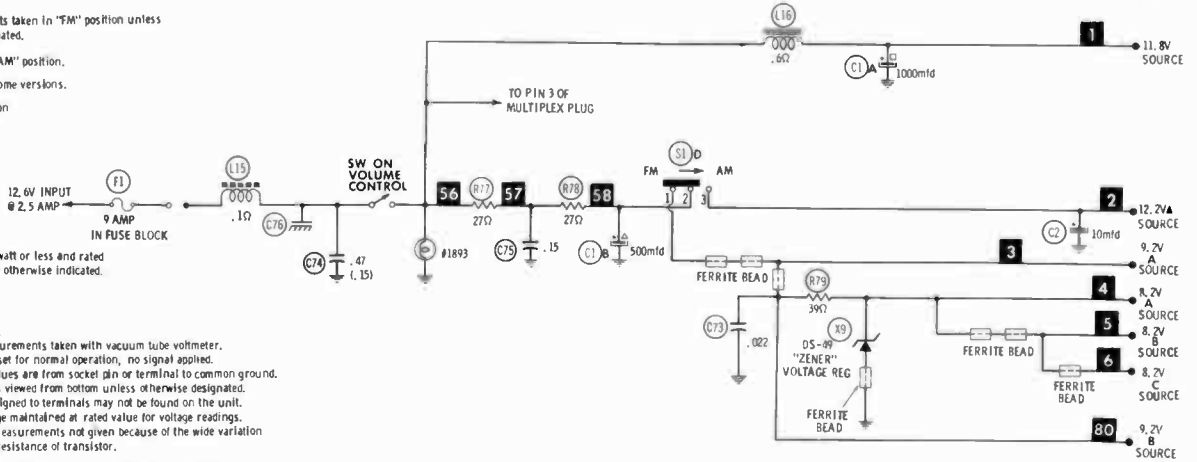 ts taken in "FM" position unless
ated.
AM" position.
ome versions.
on
L16
.6Ω
C1 A
1000mfd
1
11.8V
SOURCE
TO PIN 3 OF
MULTIPLEX PLUG
12.6V INPUT
@ 2.5 AMP
F1
9 AMP
IN FUSE BLOCK
L15
.1Ω
C76
C74
.47
(.15)
SW ON
VOLUME
CONTROL
#1893
56
R77
27Ω
57
C75
.15
R78
27Ω
58
C1 B
500mfd
S1 D
FM
AM
1
2
3
2
12.2V▲
SOURCE
C2
10mfd
3
9.2V
A
SOURCE
FERRITE BEAD
C73
.022
R79
39Ω
X9
DS-49
"ZENER"
VOLTAGE REG
FERRITE
BEAD
4
8.2V
A
SOURCE
FERRITE BEAD
5
8.2V
B
SOURCE
FERRITE
BEAD
6
8.2V
C
SOURCE
80
9.2V
B
SOURCE
watt or less and rated
otherwise indicated.
urements taken with vacuum tube voltmeter.
set for normal operation, no signal applied.
lues are from socket pin or terminal to common ground.
s viewed from bottom unless otherwise designated.
igned to terminals may not be found on the unit.
ge maintained at rated value for voltage readings.
easurements not given because of the wide variation
esistance of transistor.